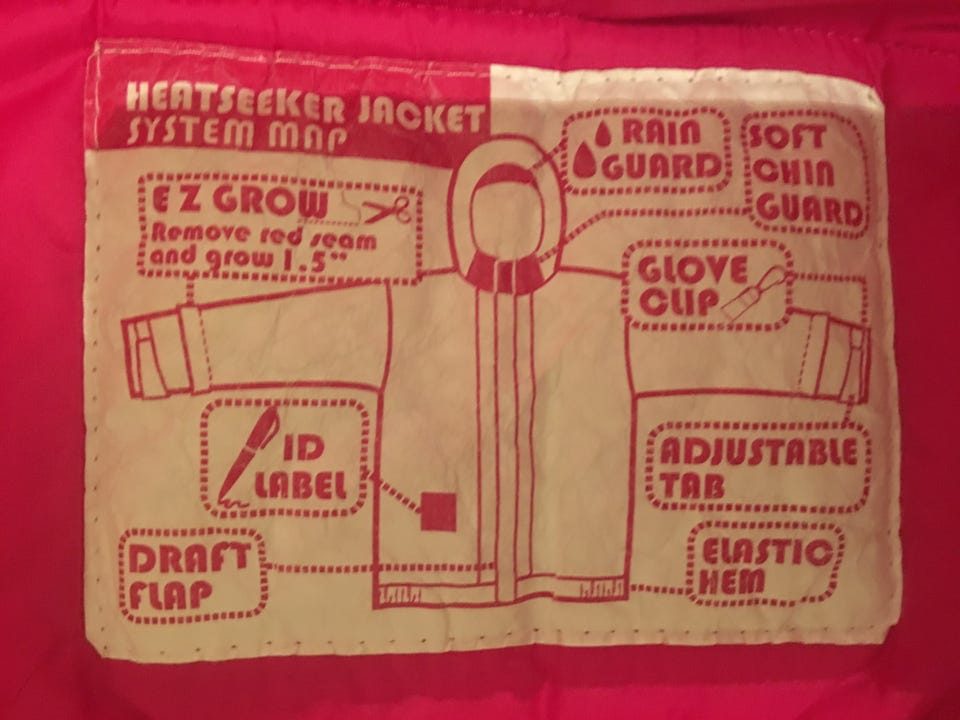 HEATSEEKER JACKET
SYSTEM MAP
RAIN
GUARD
SOFT
CHIN
GUARD
EZ GROW
Remove red seam
and grow 1.5"
GLOVE
CLIP
ID
LABEL
ADJUSTABLE
TAB
DRAFT
FLAP
ELASTIC
HEM